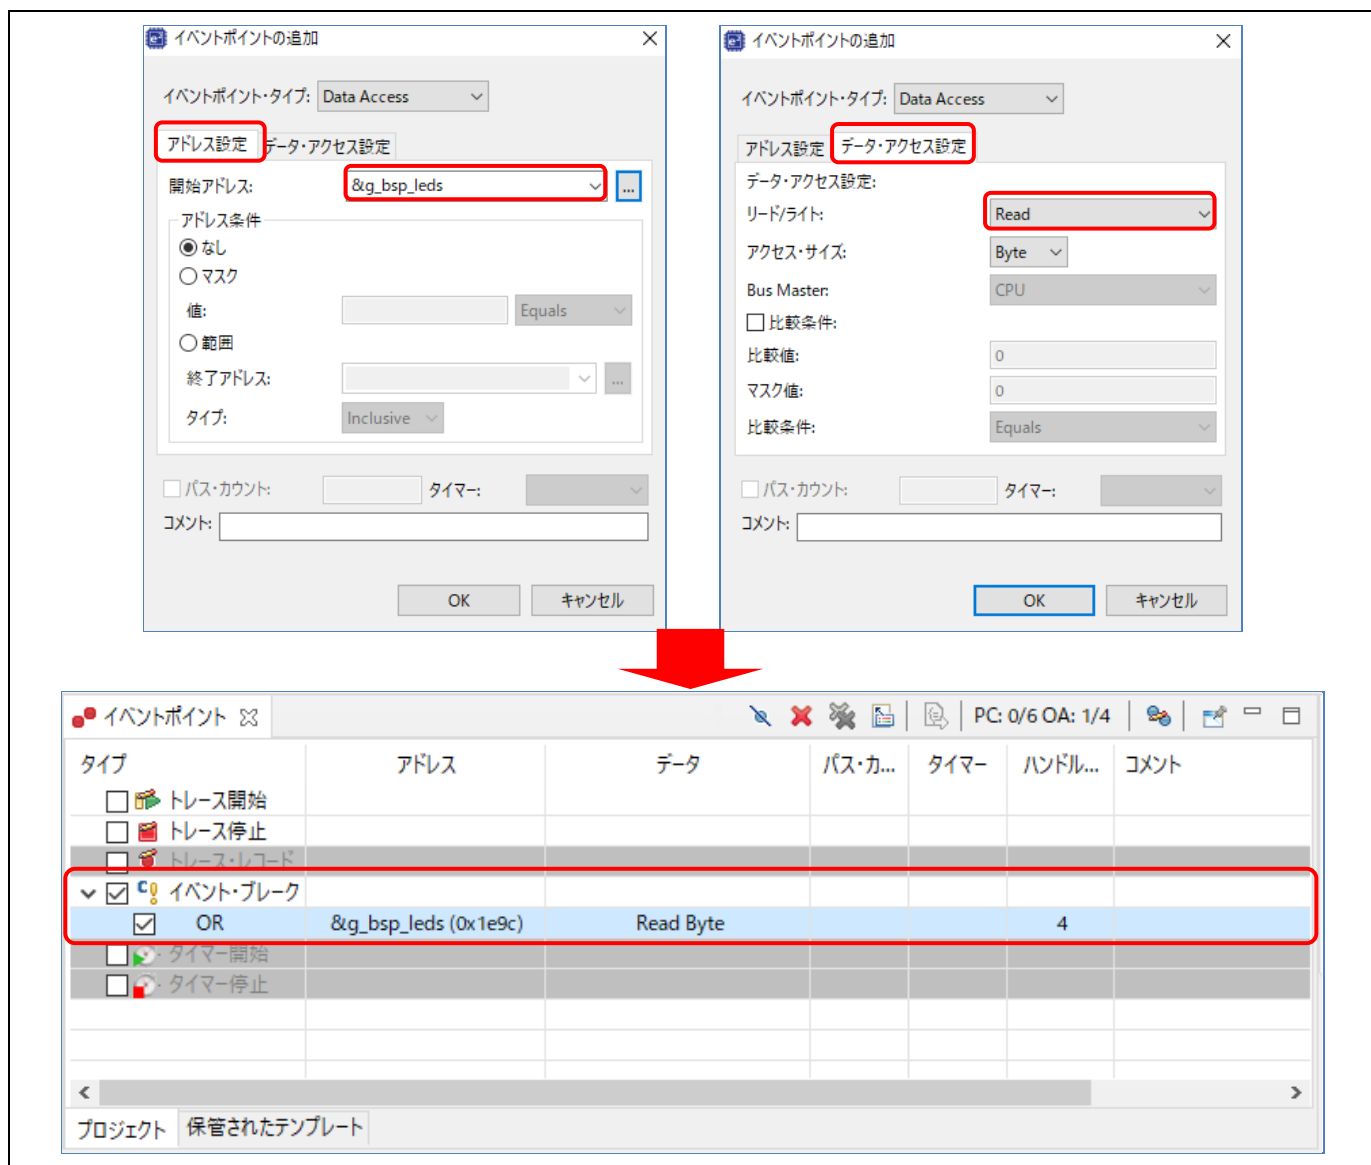 イベントポイントの追加
イベントポイント・タイプ: Data Access
アドレス設定 データ・アクセス設定
開始アドレス: &g_bsp_leds ...
アドレス条件
なし
マスク
値: Equals
範囲
終了アドレス: ...
タイプ: Inclusive
パス・カウント: タイマー:
コメント:
OK キャンセル
イベントポイントの追加
イベントポイント・タイプ: Data Access
アドレス設定 データ・アクセス設定
データ・アクセス設定:
リード/ライト: Read
アクセス・サイズ: Byte
Bus Master: CPU
比較条件:
比較値: 0
マスク値: 0
比較条件: Equals
パス・カウント: タイマー:
コメント:
OK キャンセル
イベントポイント PC: 0/6 OA: 1/4
タイプ アドレス データ パス・カ... タイマー ハンドル... コメント
トレース開始
トレース停止
トレース・レコード
イベント・ブレーク
OR &g_bsp_leds (0x1e9c) Read Byte 4
タイマー開始
タイマー停止
プロジェクト 保管されたテンプレート